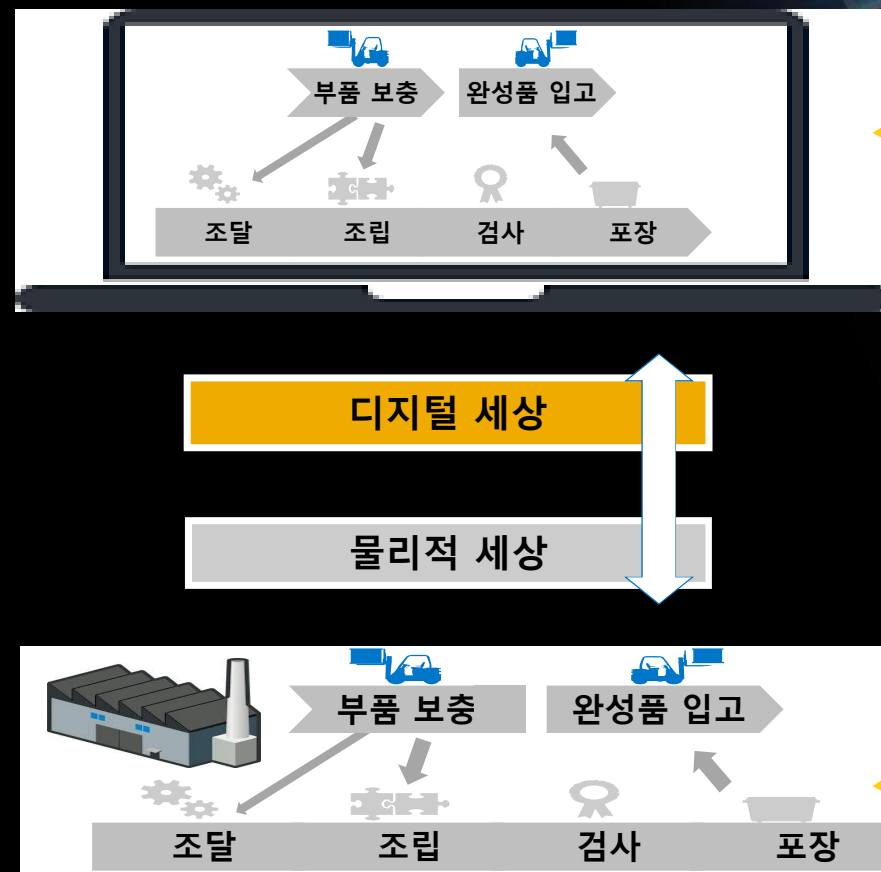 부품 보충
완성품 입고
조달
조립
검사
포장
디지털 세상
물리적 세상
부품 보충
완성품 입고
조달
조립
검사
포장